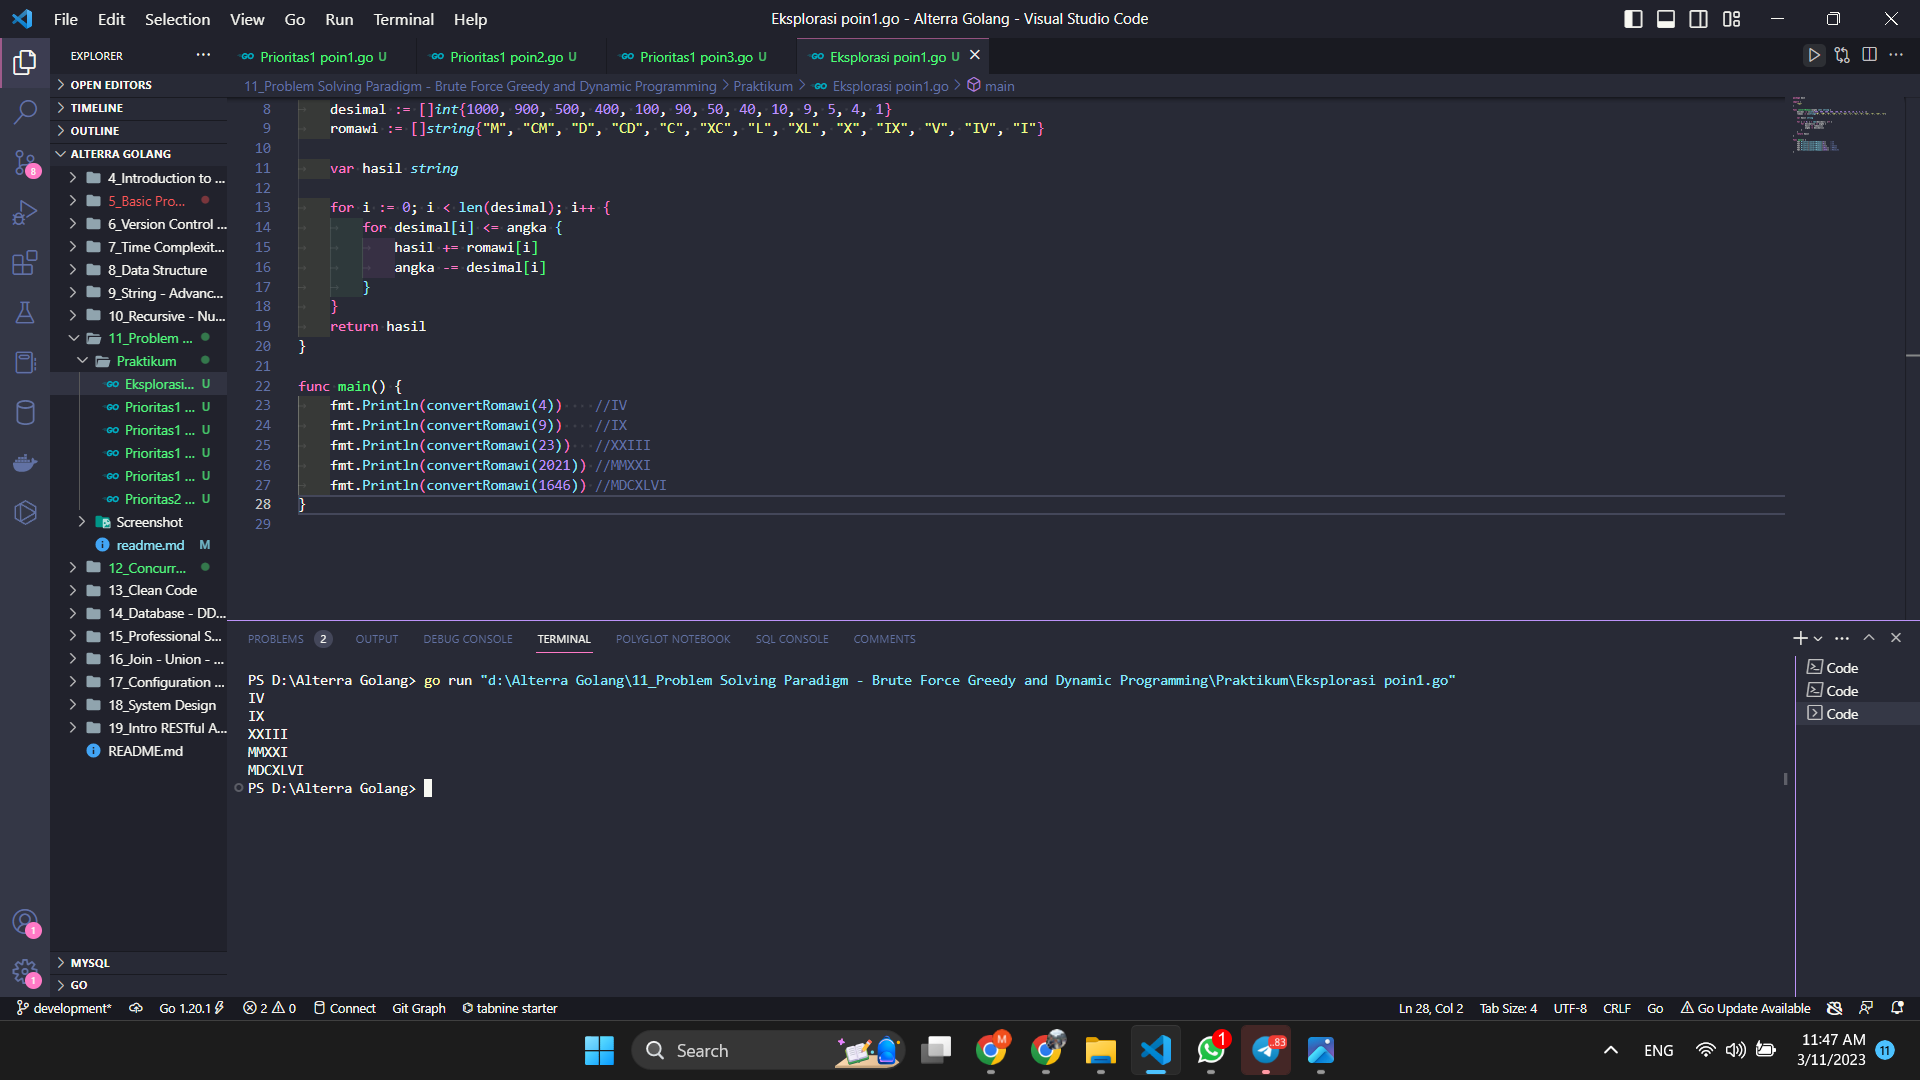 File Edit Selection View Go Run Terminal Help
Eksplorasi poin1.go - Alterra Golang - Visual Studio Code
EXPLORER
Prioritas1 poin1.go U
Prioritas1 poin2.go U
Prioritas1 poin3.go U
Eksplorasi poin1.go U
11_Problem Solving Paradigm - Brute Force Greedy and Dynamic Programming > Praktikum > Eksplorasi poin1.go > main
OPEN EDITORS
TIMELINE
OUTLINE
ALTERRA GOLANG
4_Introduction to ...
5_Basic Pro...
6_Version Control ...
7_Time Complexit...
8_Data Structure
9_String - Advanc...
10_Recursive - Nu...
11_Problem ...
Praktikum
Eksplorasi... U
Prioritas1 ... U
Prioritas1 ... U
Prioritas1 ... U
Prioritas1 ... U
Prioritas2 ... U
Screenshot
readme.md M
12_Concurr...
13_Clean Code
14_Database - DD...
15_Professional S...
16_Join - Union - ...
17_Configuration ...
18_System Design
19_Intro RESTful A...
README.md
MYSQL
GO
8
1
1
8 desimal := []int{1000, 900, 500, 400, 100, 90, 50, 40, 10, 9, 5, 4, 1}
9 romawi := []string{"M", "CM", "D", "CD", "C", "XC", "L", "XL", "X", "IX", "V", "IV", "I"}
10
11 var hasil string
12
13 for i := 0; i < len(desimal); i++ {
14 for desimal[i] <= angka {
15 hasil += romawi[i]
16 angka -= desimal[i]
17 }
18 }
19 return hasil
20 }
21
22 func main() {
23 fmt.Println(convertRomawi(4)) //IV
24 fmt.Println(convertRomawi(9)) //IX
25 fmt.Println(convertRomawi(23)) //XXIII
26 fmt.Println(convertRomawi(2021)) //MMXXI
27 fmt.Println(convertRomawi(1646)) //MDCXLVI
28 }
29
PROBLEMS 2 OUTPUT DEBUG CONSOLE TERMINAL POLYGLOT NOTEBOOK SQL CONSOLE COMMENTS
PS D:\Alterra Golang> go run "d:\Alterra Golang\11_Problem Solving Paradigm - Brute Force Greedy and Dynamic Programming\Praktikum\Eksplorasi poin1.go"
IV
IX
XXIII
MMXXI
MDCXLVI
PS D:\Alterra Golang>
Code
Code
Code
development* Go 1.20.1 2 0 Connect Git Graph tabnine starter
Ln 28, Col 2 Tab Size: 4 UTF-8 CRLF Go Go Update Available
Search
M
1
83
ENG
11:47 AM
3/11/2023
11